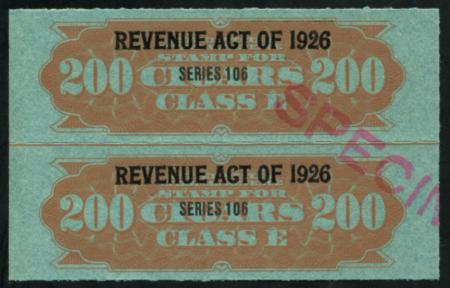 REVENUE ACT OF 1926
STAMP FOR
200 CIGARS 200
SERIES 106
CLASS E
REVENUE ACT OF 1926
STAMP FOR
200 CIGARS 200
SERIES 106
CLASS E
SPECIM